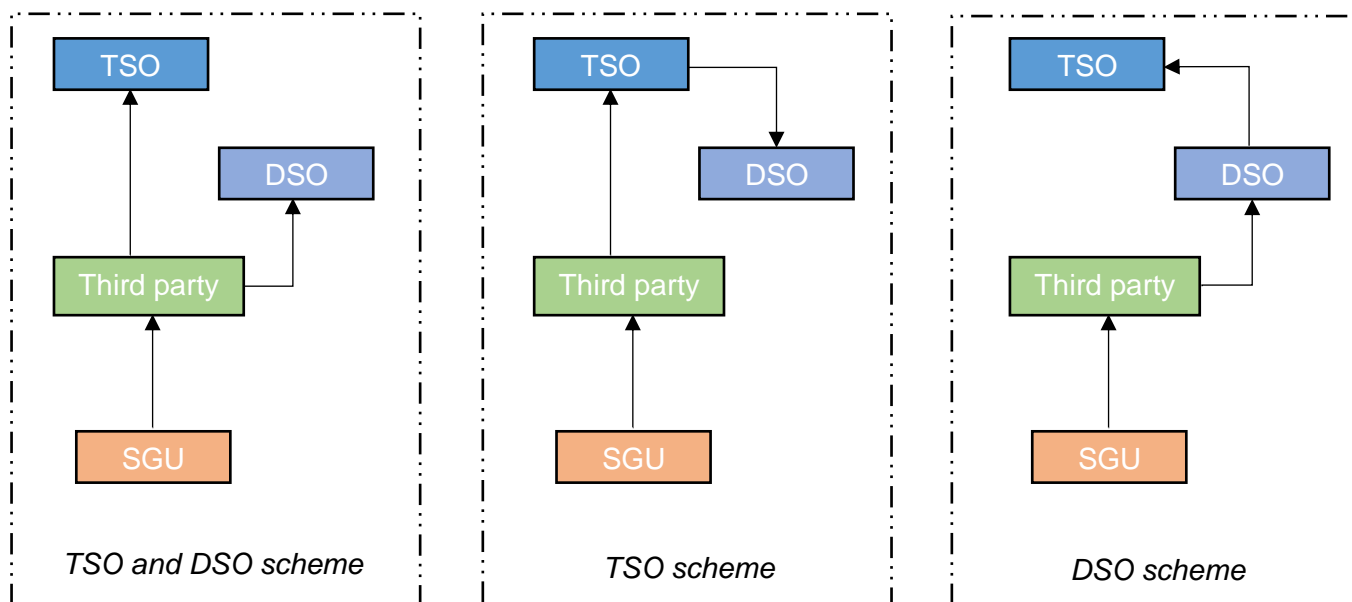 TSO
DSO
Third party
SGU
TSO and DSO scheme
TSO
DSO
Third party
SGU
TSO scheme
TSO
DSO
Third party
SGU
DSO scheme